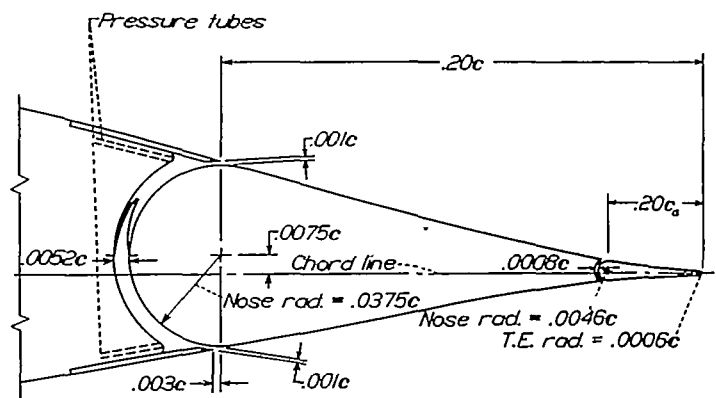 Pressure tubes
.20c
.001c
.20cₐ
.0075c
.0052c
Chord line
.0008c
Nose rad. = .0375c
Nose rad. = .0046c
T.E. rad. = .0006c
.003c
.001c